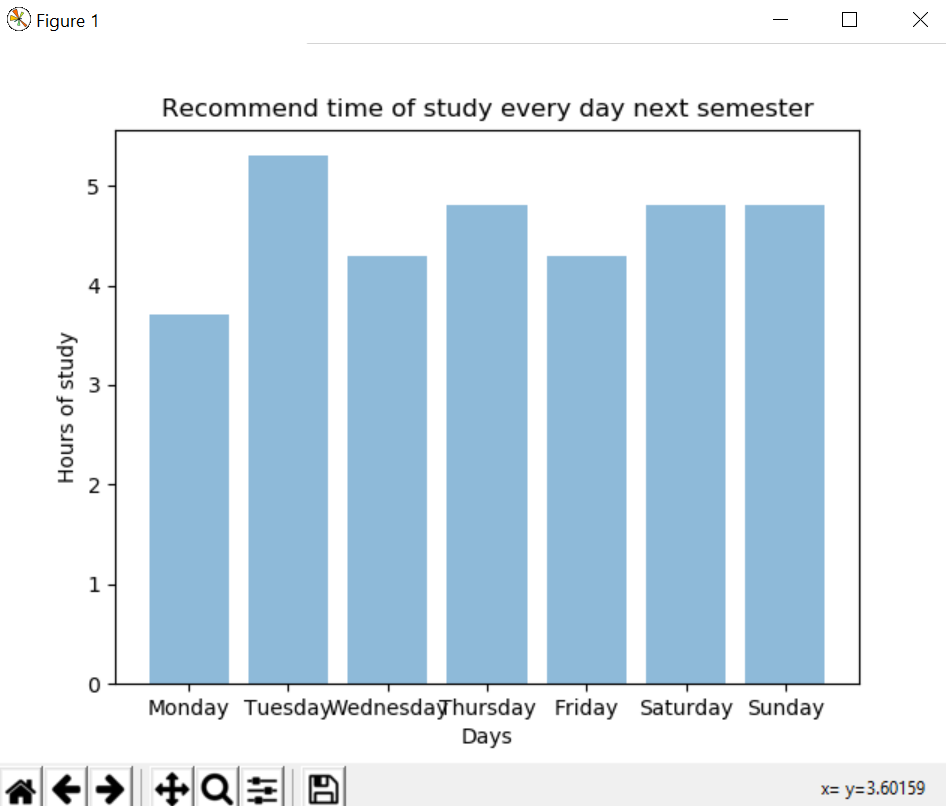 Figure 1
Recommend time of study every day next semester
Hours of study
5
4
3
2
1
0
Monday Tuesday Wednesday Thursday Friday Saturday Sunday
Days
x= y=3.60159